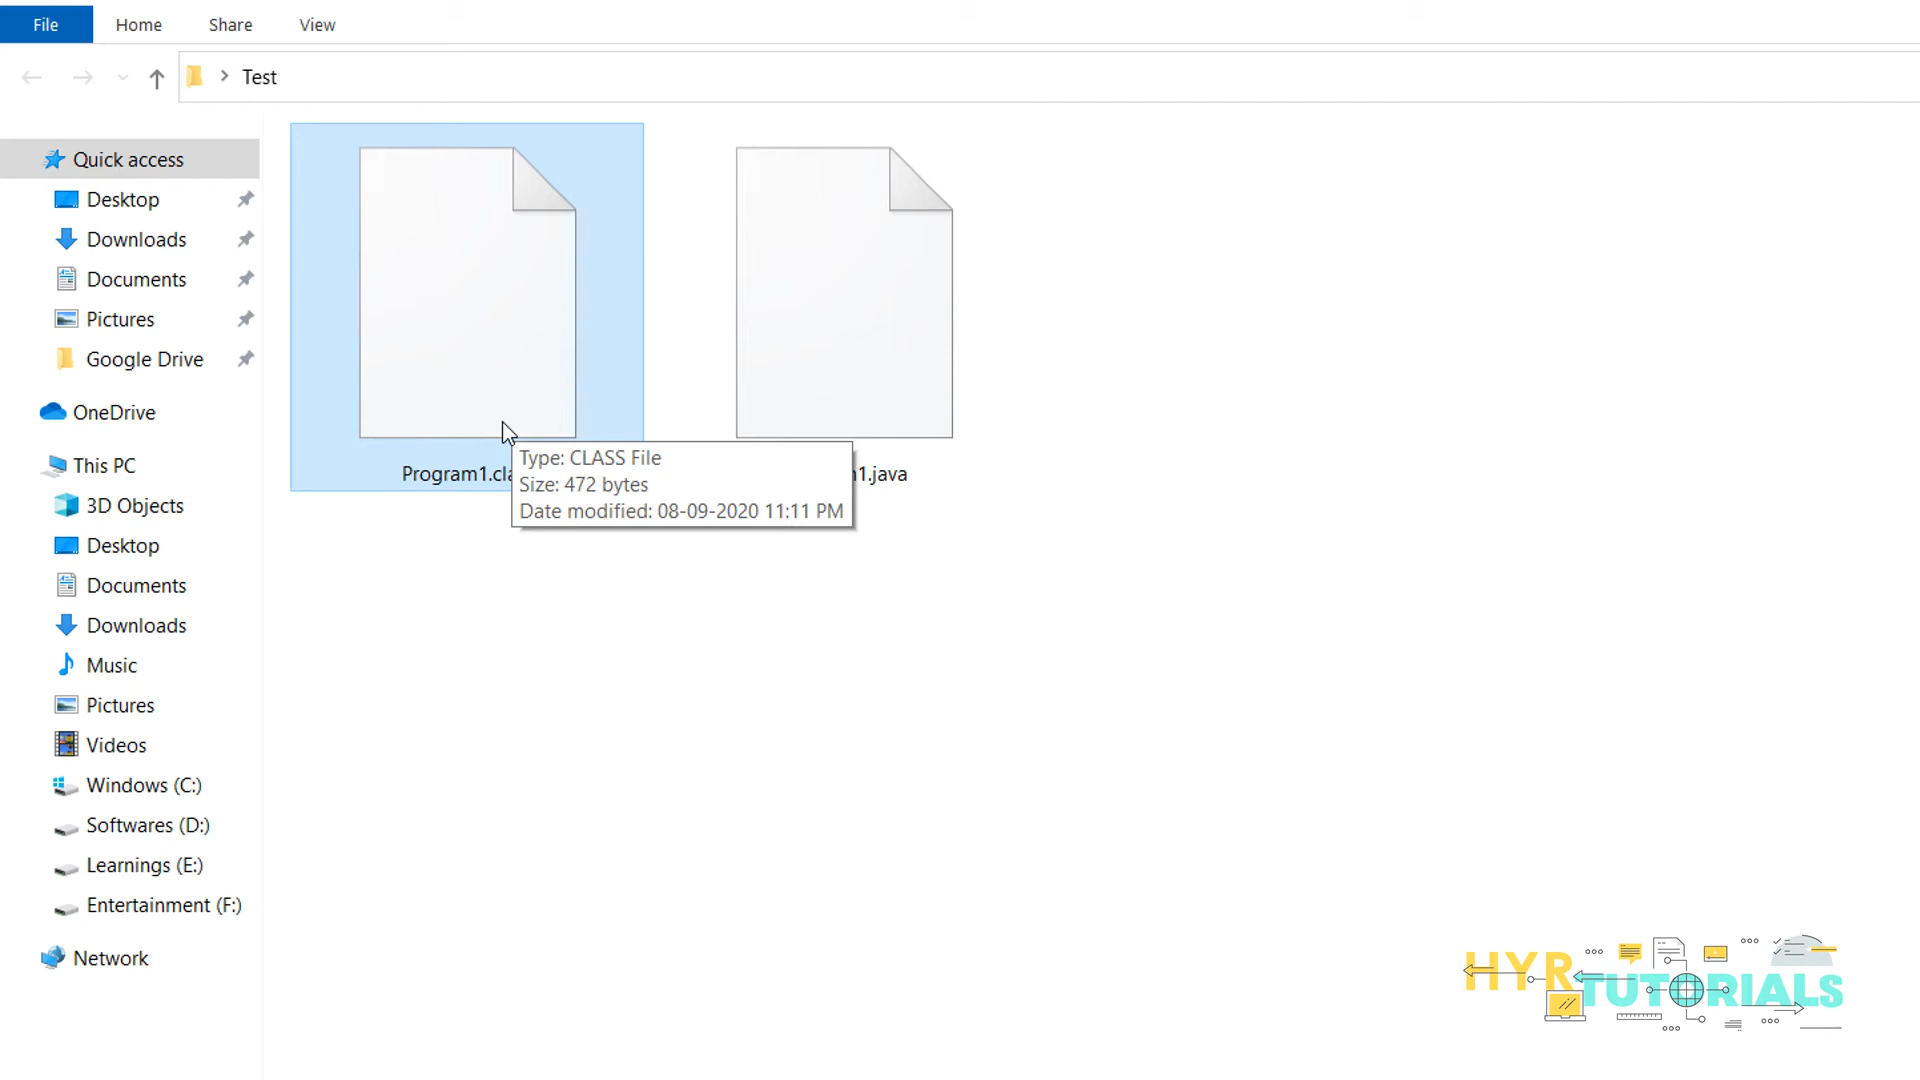 File Home Share View
Test
Quick access
Desktop
Downloads
Documents
Pictures
Google Drive
OneDrive
This PC
3D Objects
Desktop
Documents
Downloads
Music
Pictures
Videos
Windows (C:)
Softwares (D:)
Learnings (E:)
Entertainment (F:)
Network
Program1.cla
1.java
Type: CLASS File
Size: 472 bytes
Date modified: 08-09-2020 11:11 PM
HYR TUTORIALS